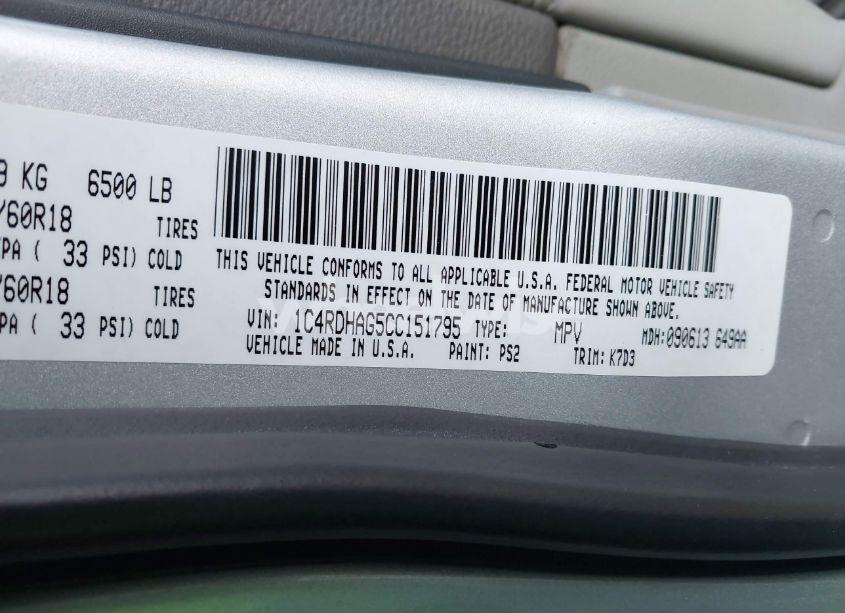 KG 6500 LB
/60R18 TIRES
PA ( 33 PSI) COLD
/60R18 TIRES
PA ( 33 PSI) COLD
THIS VEHICLE CONFORMS TO ALL APPLICABLE U.S.A. FEDERAL MOTOR VEHICLE SAFETY
STANDARDS IN EFFECT ON THE DATE OF MANUFACTURE SHOWN ABOVE.
VIN: 1C4RDHAG5CC151795 TYPE: MPV MDH:090613 649AA
VEHICLE MADE IN U.S.A. PAINT: PS2 TRIM: K7D3